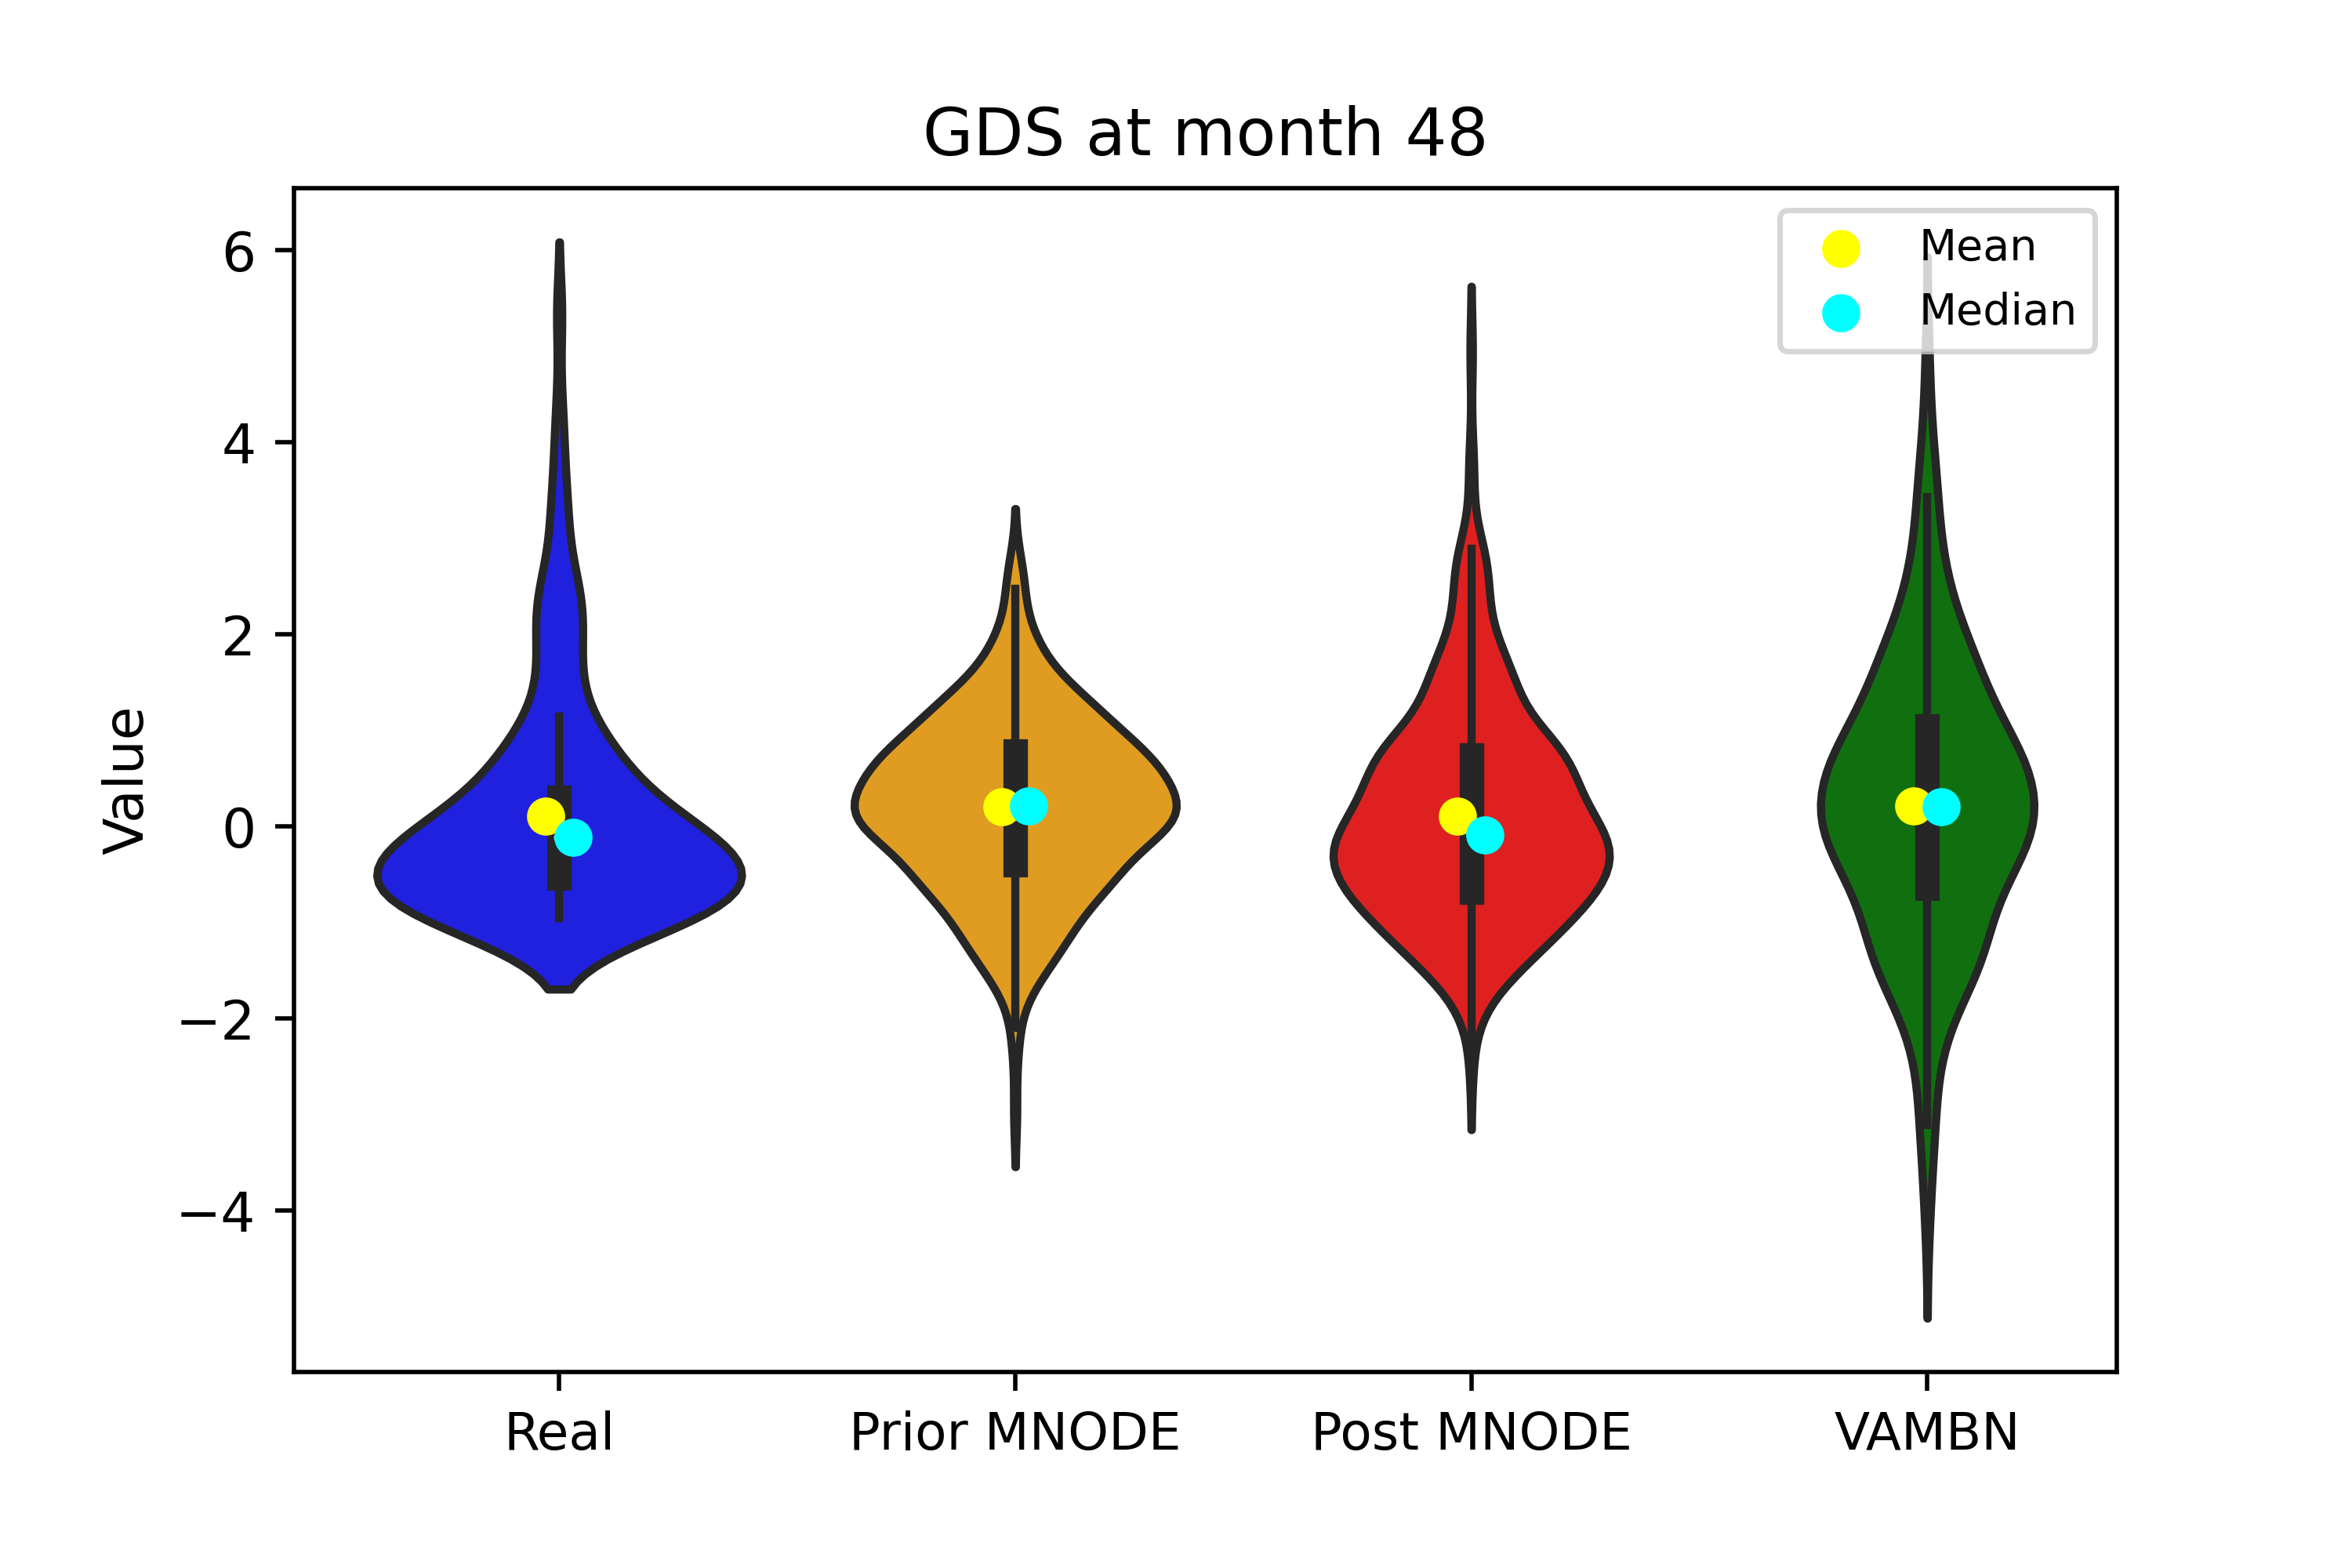 GDS at month 48
Mean
Median
6
4
2
0
−2
−4
Value
Real
Prior MNODE
Post MNODE
VAMBN